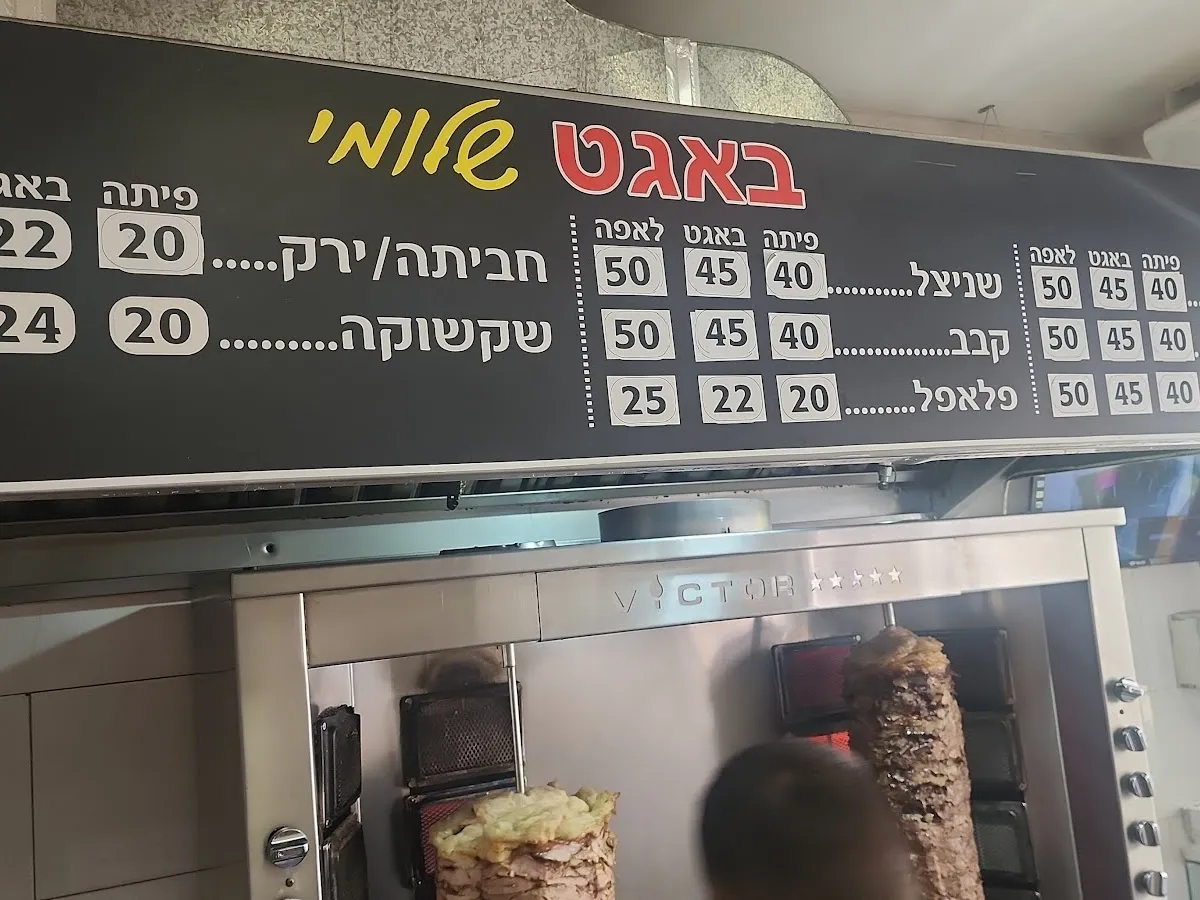 באגט שלומי
פיתה באגט לאפה
40 45 50
40 45 50
40 45 50
פיתה באגט לאפה
שניצל........... 40 45 50
קבב............... 40 45 50
פלאפל......... 20 22 25
פיתה
חביתה/ירק..... 20 22
שקשוקה......... 20 24
VICTOR